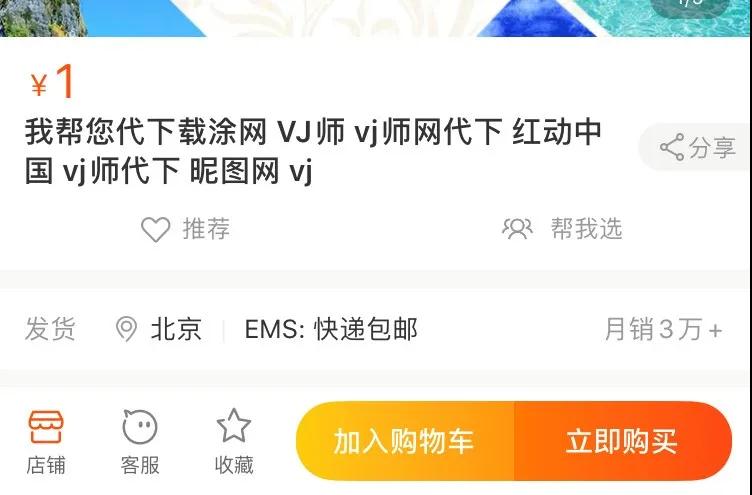 ¥1
我帮您代下载涂网 VJ师 vj师网代下 红动中
国 vj师代下 昵图网 vj
分享
推荐 帮我选
发货 北京 EMS: 快递包邮 月销3万+
店铺 客服 收藏 加入购物车 立即购买